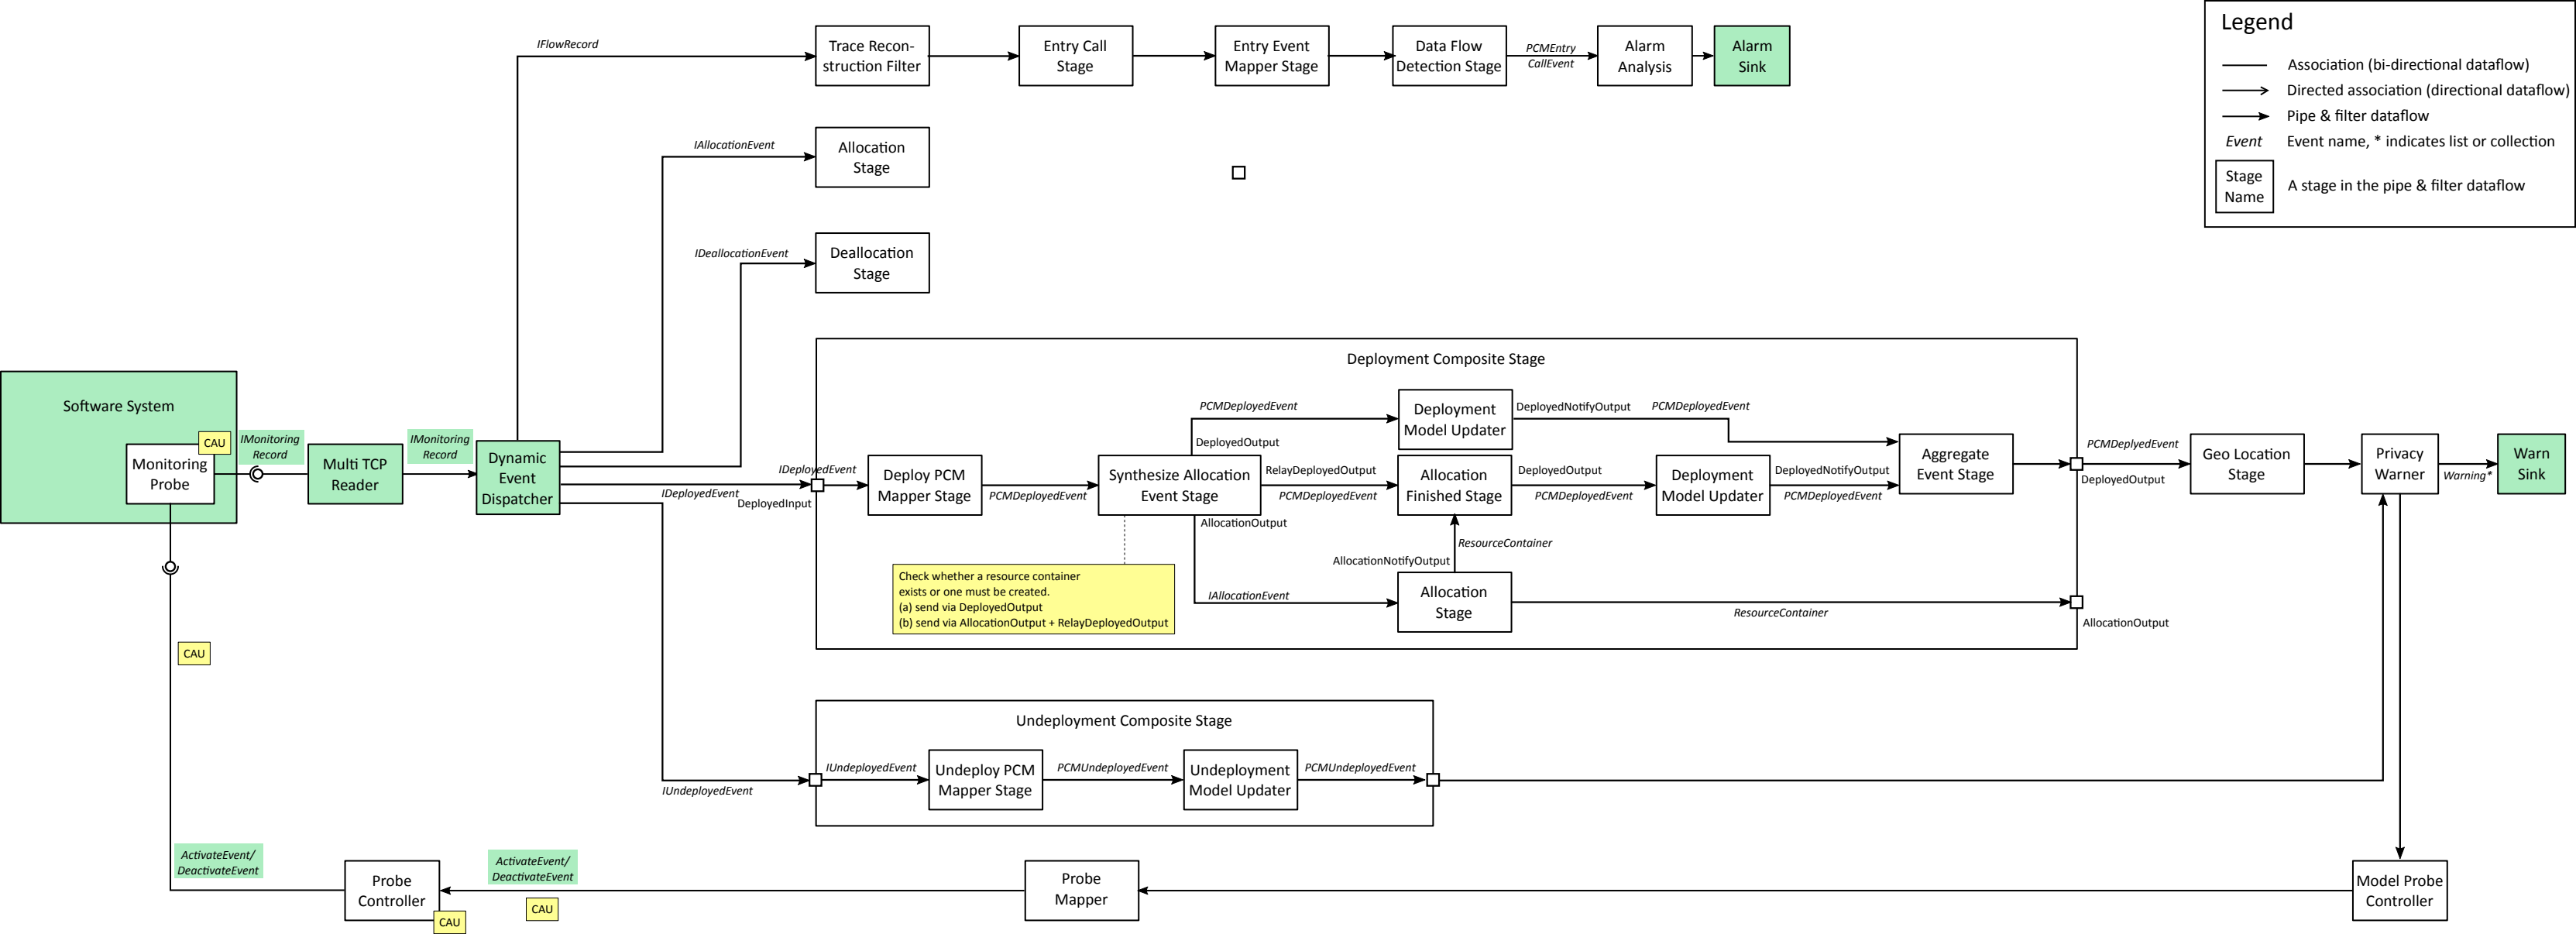 Legend
Association (bi-directional dataflow)
Directed association (directional dataflow)
Pipe & filter dataflow
Event
Event name, * indicates list or collection
Stage
Name
A stage in the pipe & filter dataflow
IFlowRecord
Trace Recon-
struction Filter
Entry Call
Stage
Entry Event
Mapper Stage
Data Flow
Detection Stage
PCMEntry
CallEvent
Alarm
Analysis
Alarm
Sink
IAllocationEvent
Allocation
Stage
IDeallocationEvent
Deallocation
Stage
Software System
CAU
Monitoring
Probe
IMonitoring
Record
Multi TCP
Reader
IMonitoring
Record
Dynamic
Event
Dispatcher
IDeployedEvent
IDeployedEvent
DeployedInput
Deployment Composite Stage
Deploy PCM
Mapper Stage
PCMDeployedEvent
Synthesize Allocation
Event Stage
PCMDeployedEvent
DeployedOutput
Deployment
Model Updater
DeployedNotifyOutput
PCMDeployedEvent
RelayDeployedOutput
PCMDeployedEvent
Allocation
Finished Stage
DeployedOutput
PCMDeployedEvent
Deployment
Model Updater
DeployedNotifyOutput
PCMDeployedEvent
Aggregate
Event Stage
AllocationOutput
IAllocationEvent
AllocationNotifyOutput
ResourceContainer
Allocation
Stage
ResourceContainer
AllocationOutput
Check whether a resource container
exists or one must be created.
(a) send via DeployedOutput
(b) send via AllocationOutput + RelayDeployedOutput
PCMDeplyedEvent
DeployedOutput
Geo Location
Stage
Privacy
Warner
Warning*
Warn
Sink
CAU
IUndeployedEvent
Undeployment Composite Stage
IUndeployedEvent
Undeploy PCM
Mapper Stage
PCMUndeployedEvent
Undeployment
Model Updater
PCMUndeployedEvent
ActivateEvent/
DeactivateEvent
Probe
Controller
CAU
ActivateEvent/
DeactivateEvent
CAU
Probe
Mapper
Model Probe
Controller